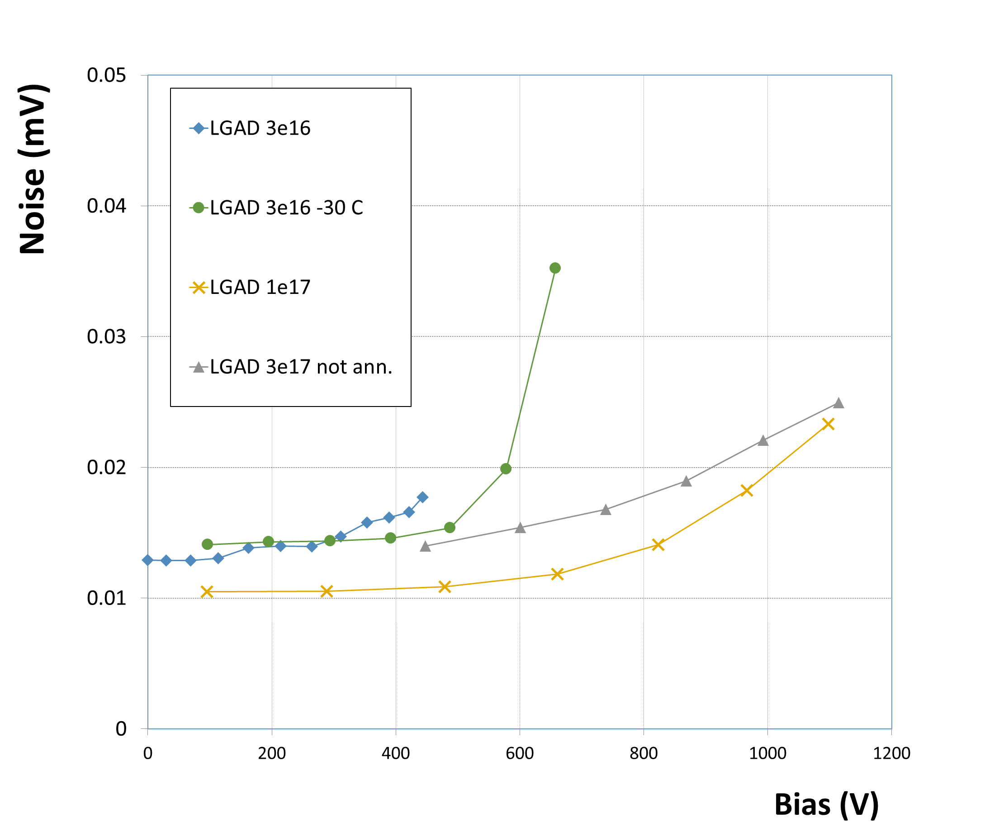 Noise (mV)
0.05
0.04
0.03
0.02
0.01
0
LGAD 3e16
LGAD 3e16 -30 C
LGAD 1e17
LGAD 3e17 not ann.
0 200 400 600 800 1000 1200
Bias (V)